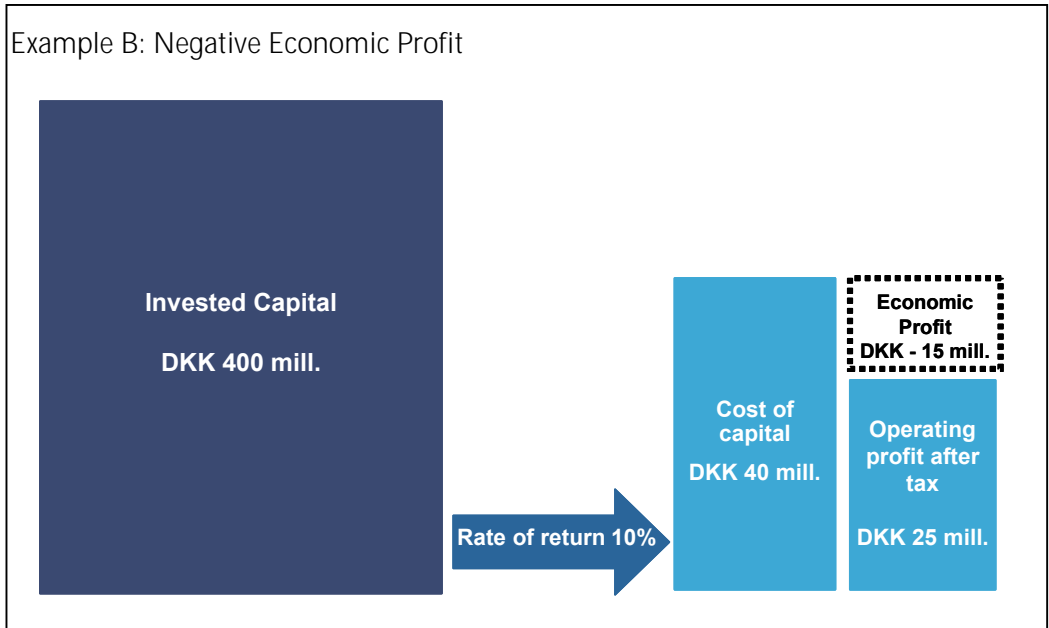 Example B: Negative Economic Profit
Invested Capital
DKK 400 mill.
Rate of return 10%
Cost of
capital
DKK 40 mill.
Economic
Profit
DKK - 15 mill.
Operating
profit after
tax
DKK 25 mill.